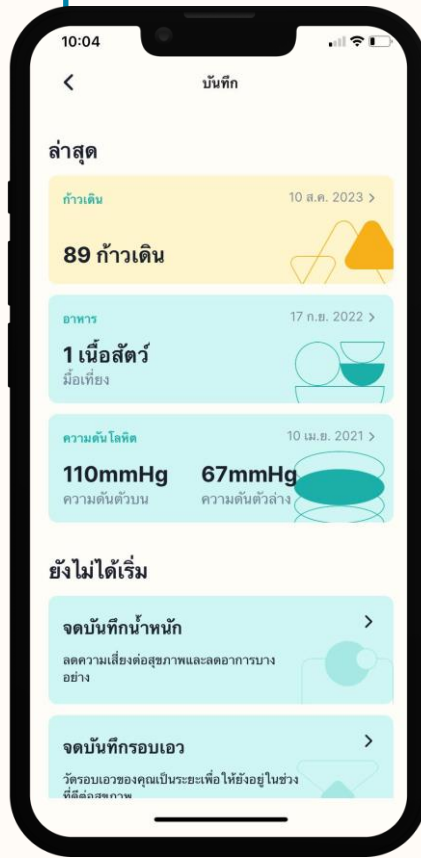 10:04
บันทึก
ล่าสุด
ก้าวเดิน
10 ส.ค. 2023 >
89 ก้าวเดิน
อาหาร
17 ก.ย. 2022 >
1 เนื้อสัตว์
มื้อเที่ยง
ความดันโลหิต
10 เม.ย. 2021 >
110mmHg 67mmHg
ความดันตัวบน ความดันตัวล่าง
ยังไม่ได้เริ่ม
จดบันทึกน้ำหนัก
ลดความเสี่ยงต่อสุขภาพและลดอาการบาง
อย่าง
จดบันทึกรอบเอว
วัดรอบเอวของคุณเป็นระยะเพื่อให้ยังอยู่ในช่วง
ที่ดีต่อสุขภาพ